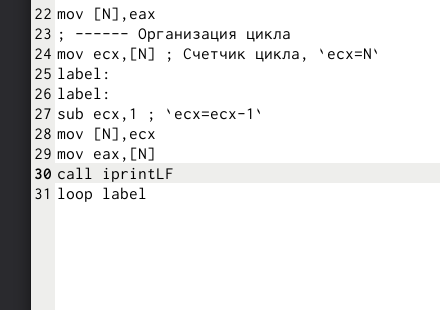 22 mov [N],eax
23 ; ------ Организация цикла
24 mov ecx,[N] ; Счетчик цикла, `ecx=N`
25 label:
26 label:
27 sub ecx,1 ; `ecx=ecx-1`
28 mov [N],ecx
29 mov eax,[N]
30 call iprintLF
31 loop label